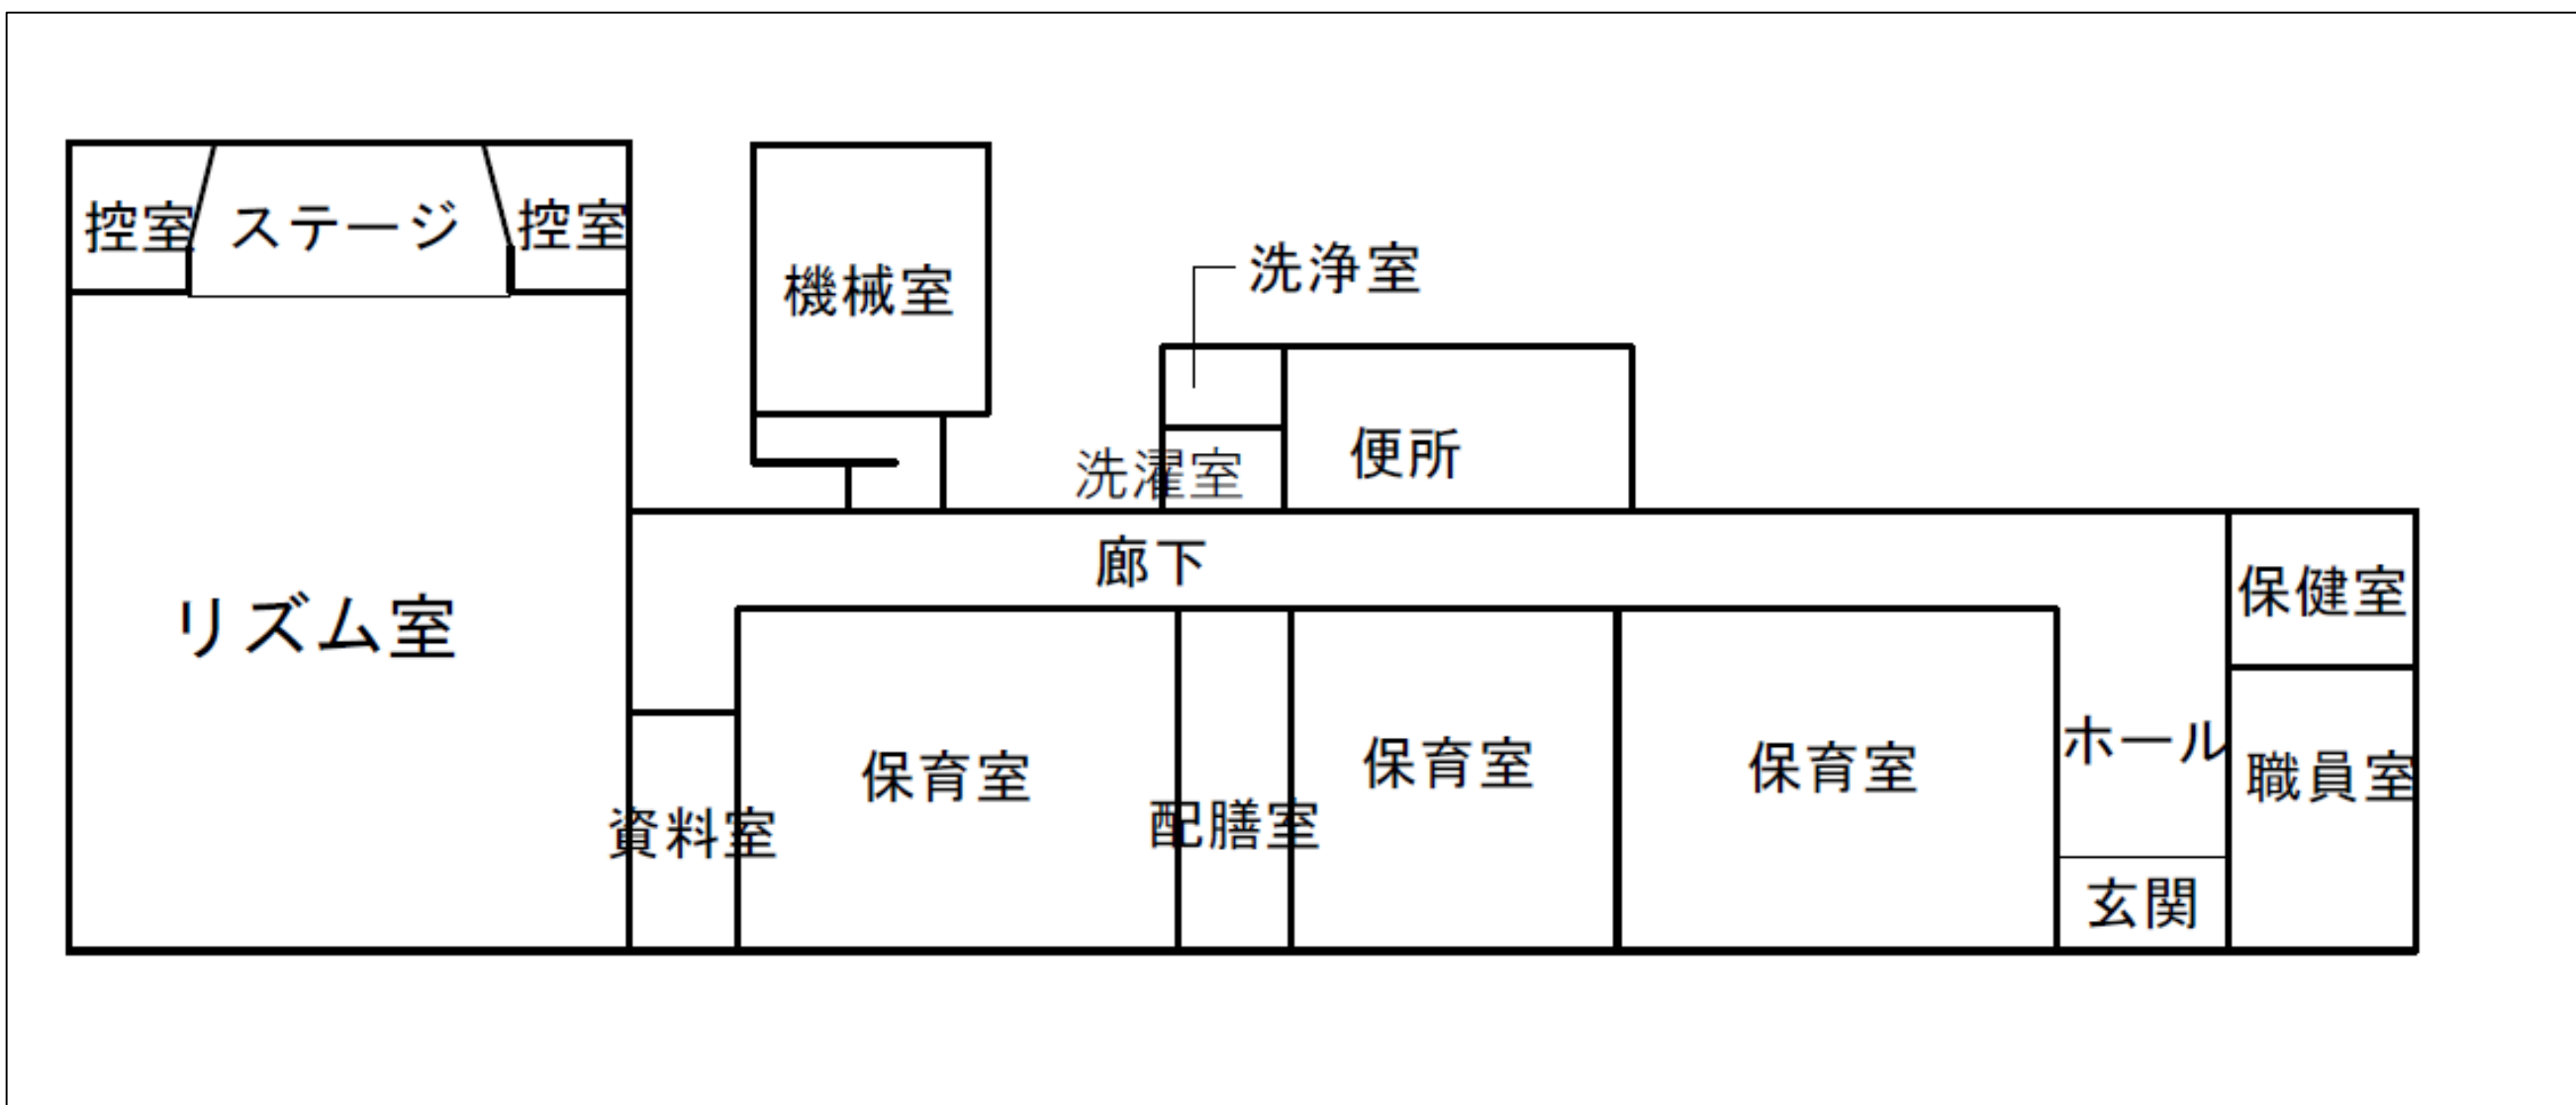 控室
ステージ
控室
機械室
洗浄室
洗濯室
便所
廊下
リズム室
保健室
資料室
保育室
配膳室
保育室
保育室
ホール
職員室
玄関